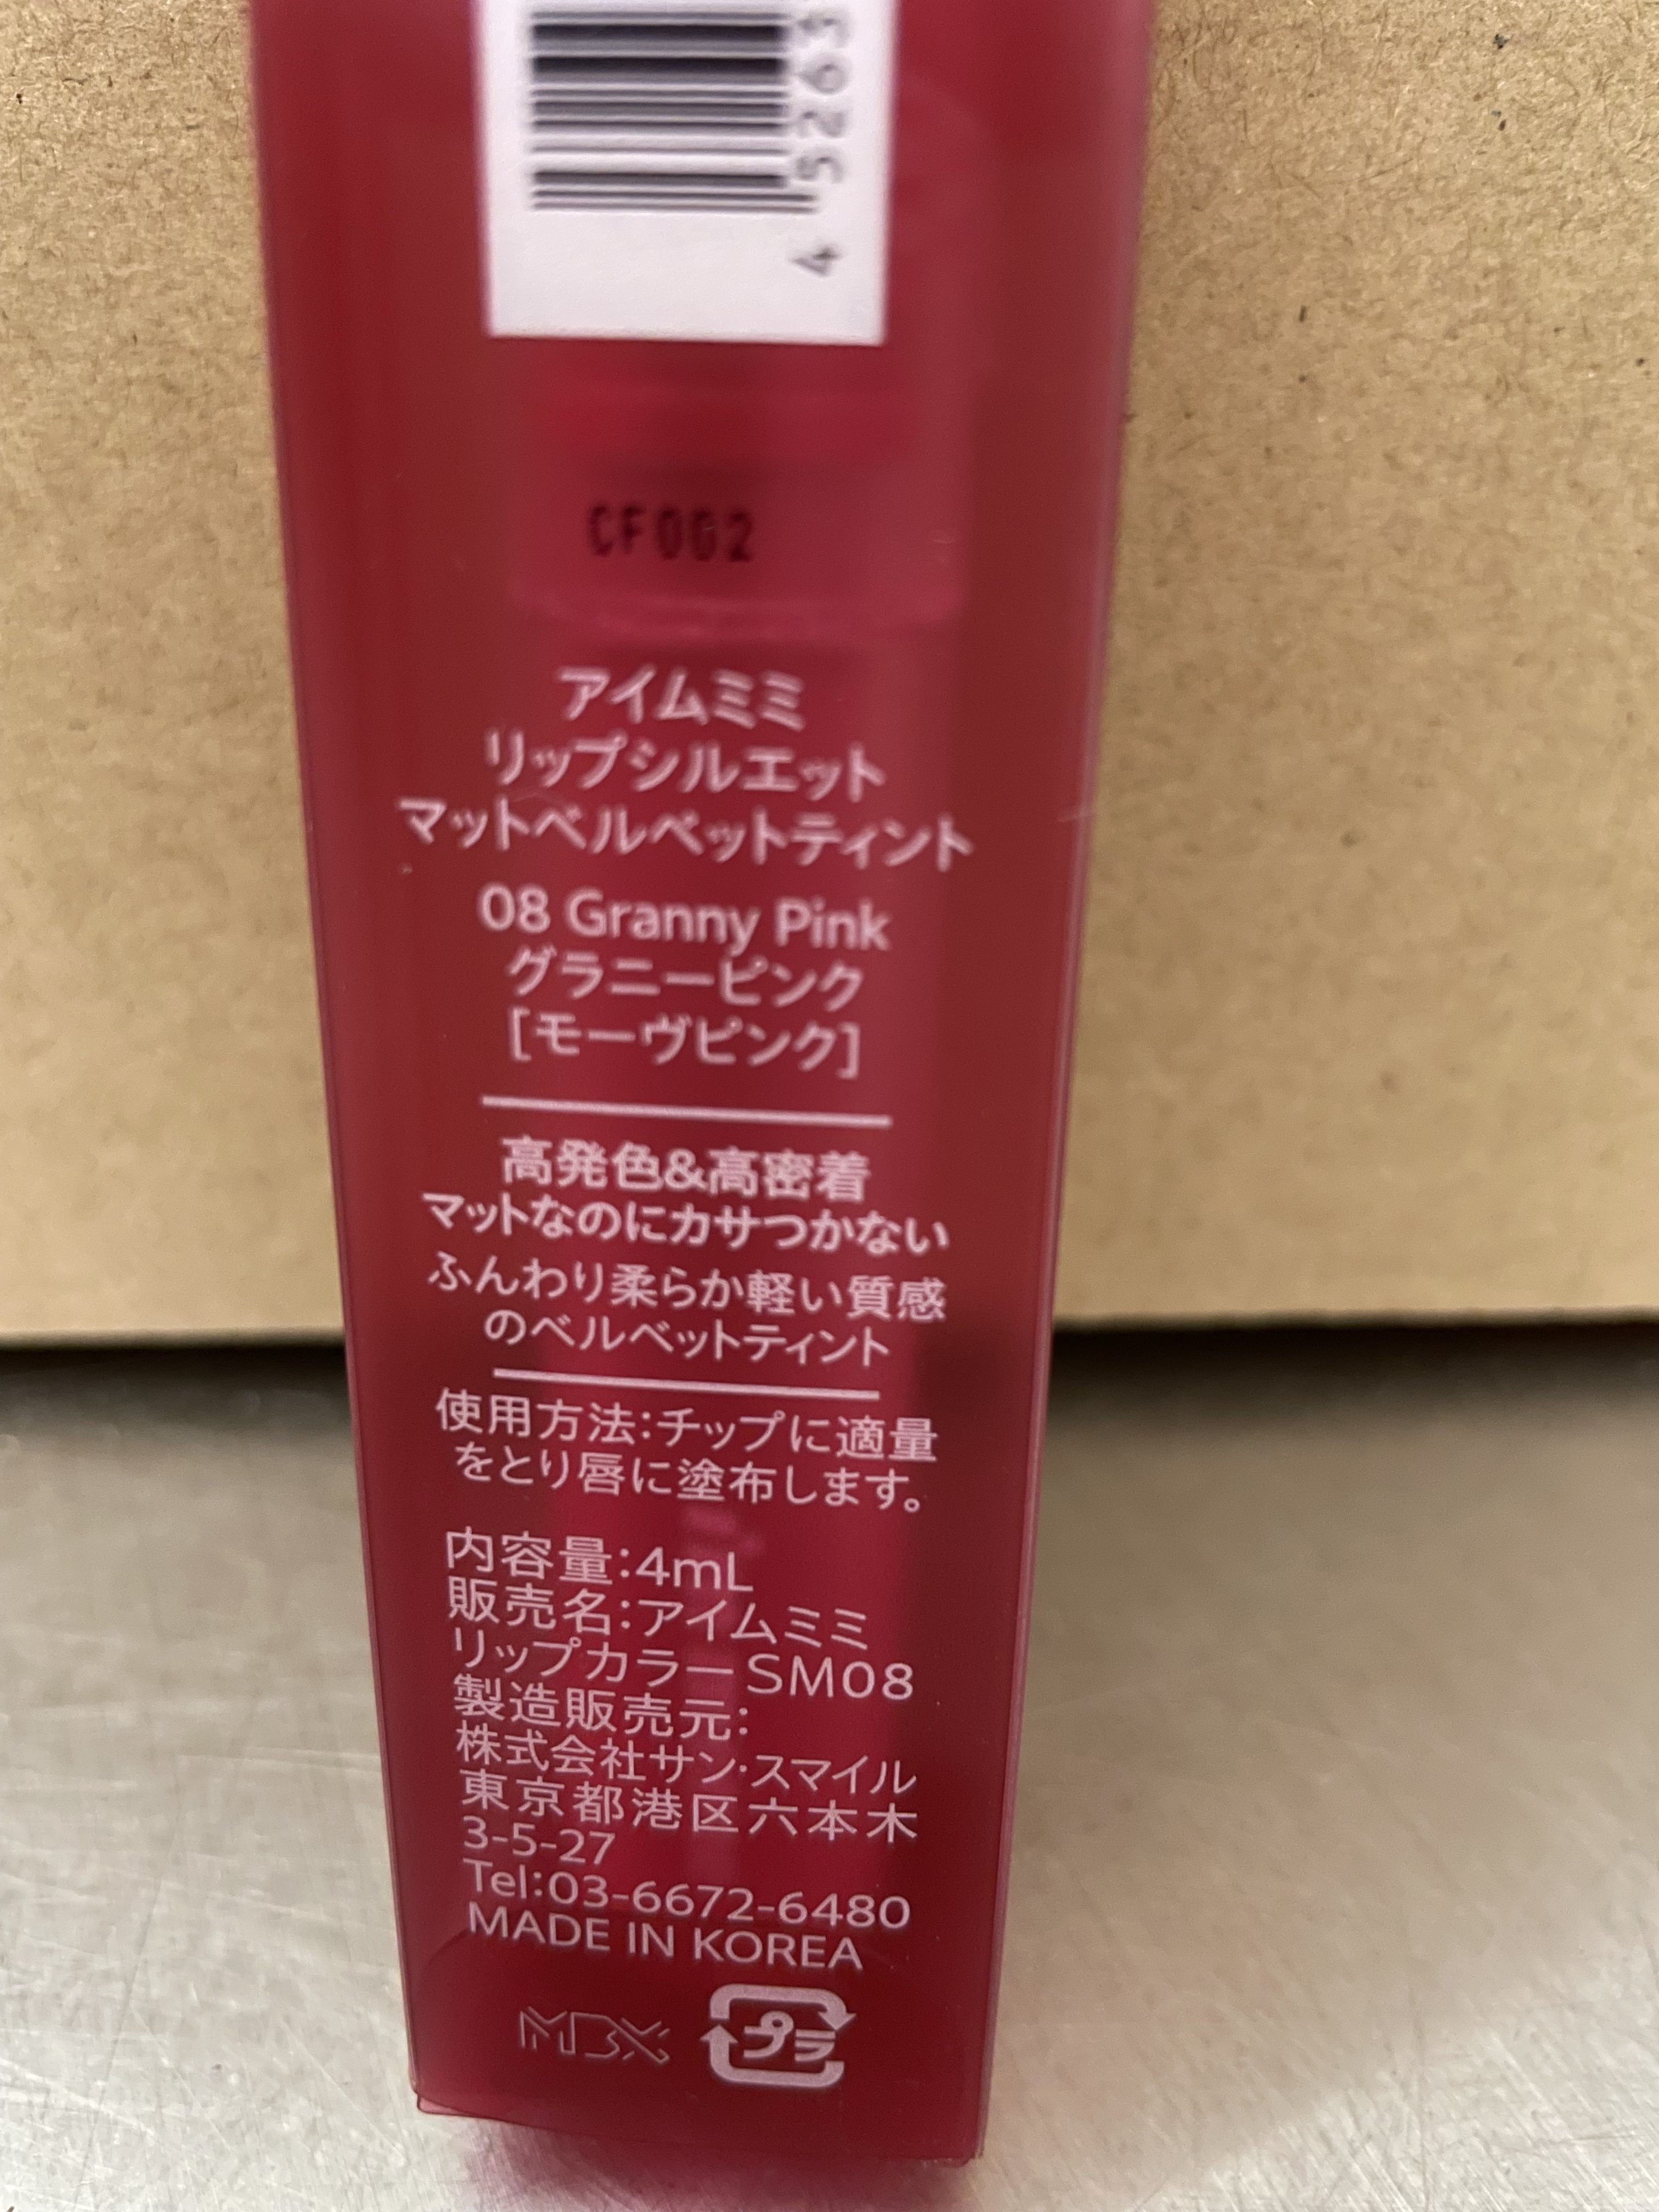 4 5263
CF002
アイムミミ
リップシルエット
マットベルベットティント
08 Granny Pink
グラニーピンク
[モーヴピンク]
高発色&高密着
マットなのにカサつかない
ふんわり柔らか軽い質感
のベルベットティント
使用方法:チップに適量
をとり唇に塗布します。
内容量:4mL
販売名:アイムミミ
リップカラー SM08
製造販売元:
株式会社サン・スマイル
東京都港区六本木
3-5-27
Tel:03-6672-6480
MADE IN KOREA
MBX プラ